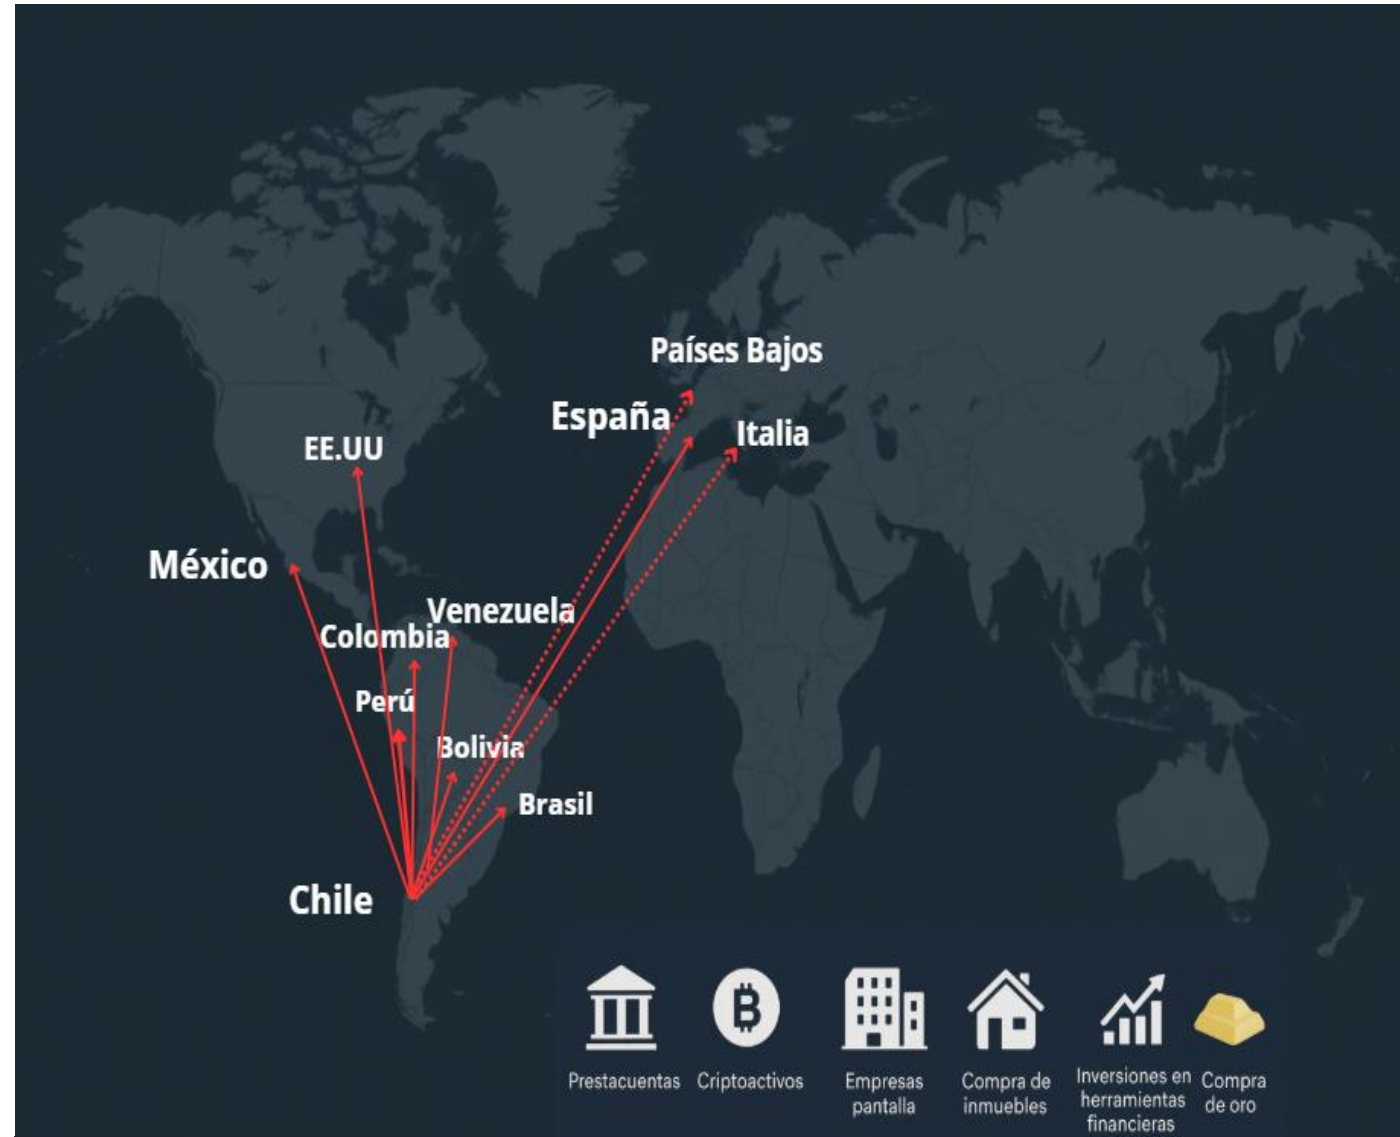 Países Bajos
España
Italia
EE.UU
México
Venezuela
Colombia
Perú
Bolivia
Brasil
Chile
Prestacuentas
Criptoactivos
Empresas
pantalla
Compra de
inmuebles
Inversiones en
herramientas
financieras
Compra
de oro